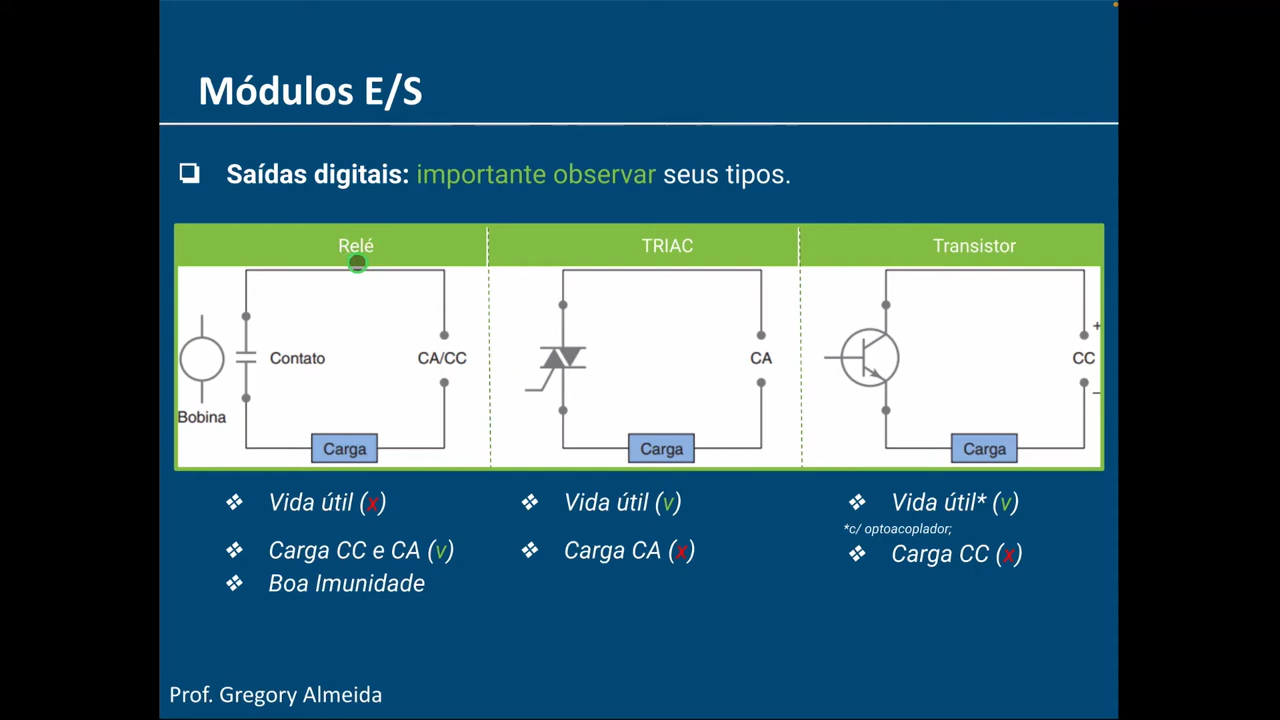 Módulos E/S
Saídas digitais: importante observar seus tipos.
Relé
TRIAC
Transistor
Contato
CA/CC
Bobina
Carga
CA
Carga
+
CC
−
Carga
Vida útil (x)
Carga CC e CA (v)
Boa Imunidade
Vida útil (v)
Carga CA (x)
Vida útil* (v)
*c/ optoacoplador;
Carga CC (x)
Prof. Gregory Almeida